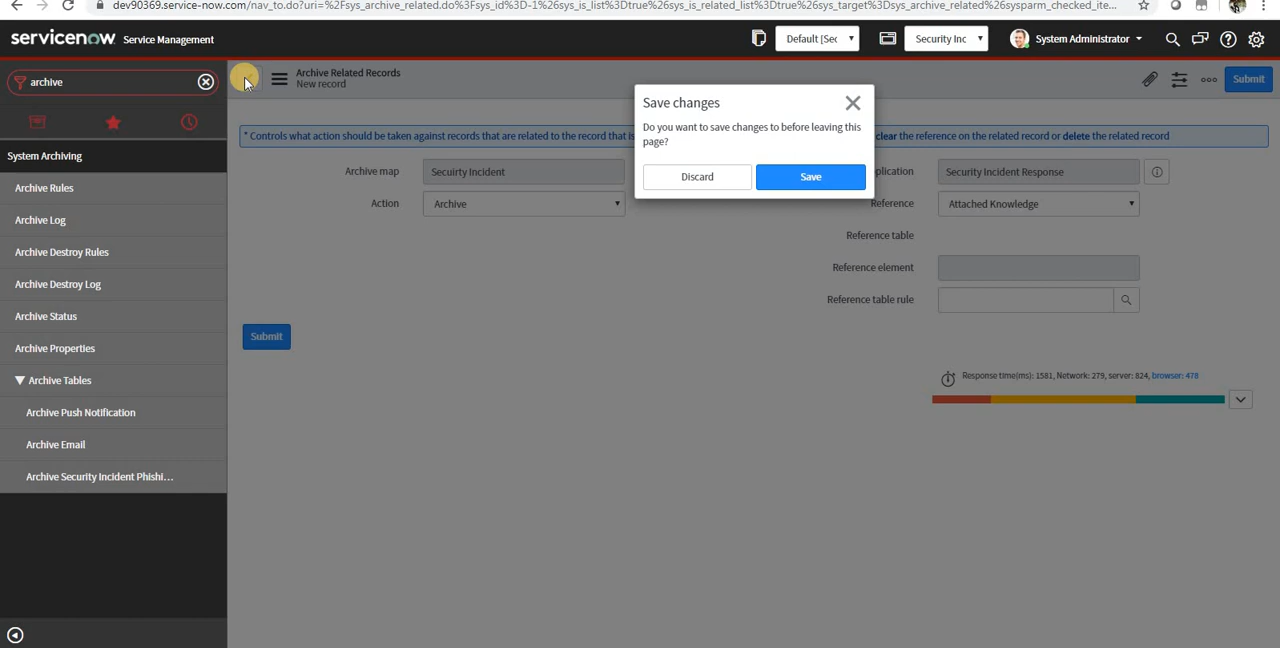 dev90369.service-now.com/nav_to.do?uri=%2Fsys_archive_related.do%3Fsys_id%3D-1%26sys_is_list%3Dtrue%26sys_is_related_list%3Dtrue%26sys_target%3Dsys_archive_related%26sysparm_checked_ite...
servicenow Service Management
Default [Sec
Security Inc
System Administrator
archive
System Archiving
Archive Rules
Archive Log
Archive Destroy Rules
Archive Destroy Log
Archive Status
Archive Properties
Archive Tables
Archive Push Notification
Archive Email
Archive Security Incident Phishi...
Archive Related Records
New record
Submit
* Controls what action should be taken against records that are related to the record that is
clear the reference on the related record or delete the related record
Archive map
Secuirty Incident
Action
Archive
plication
Security Incident Response
Reference
Attached Knowledge
Reference table
Reference element
Reference table rule
Submit
Response time(ms): 1581, Network: 279, server: 824, browser: 478
Save changes
Do you want to save changes to before leaving this
page?
Discard
Save